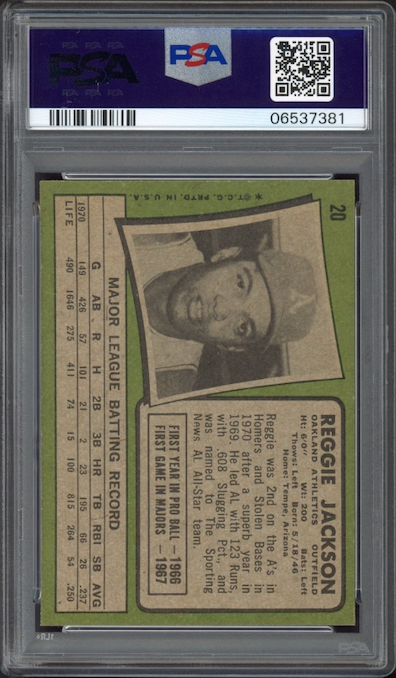 PSA
PSA
PSA
06537381
20
REGGIE JACKSON
OAKLAND ATHLETICS OUTFIELD
Ht: 6'0" Wt: 200 Bats: Left
Throws: Left Born: 5/18/46
Home: Tempe, Arizona
Reggie was 2nd on the A's in
Homers and Stolen Bases in
1970 after a superb year in
1969. He led AL with 123 Runs,
with .608 Slugging Pct., and
was named to The Sporting
News AL All-Star team.
FIRST YEAR IN PRO BALL — 1966
FIRST GAME IN MAJORS — 1967
*©T.C.G. PRTD. IN U.S.A.
MAJOR LEAGUE BATTING RECORD
G AB R H 2B 3B HR TB RBI SB AVG
1970 149 426 57 101 21 2 23 195 66 26 .237
LIFE 490 1646 275 411 74 15 100 815 264 54 .250
PSA